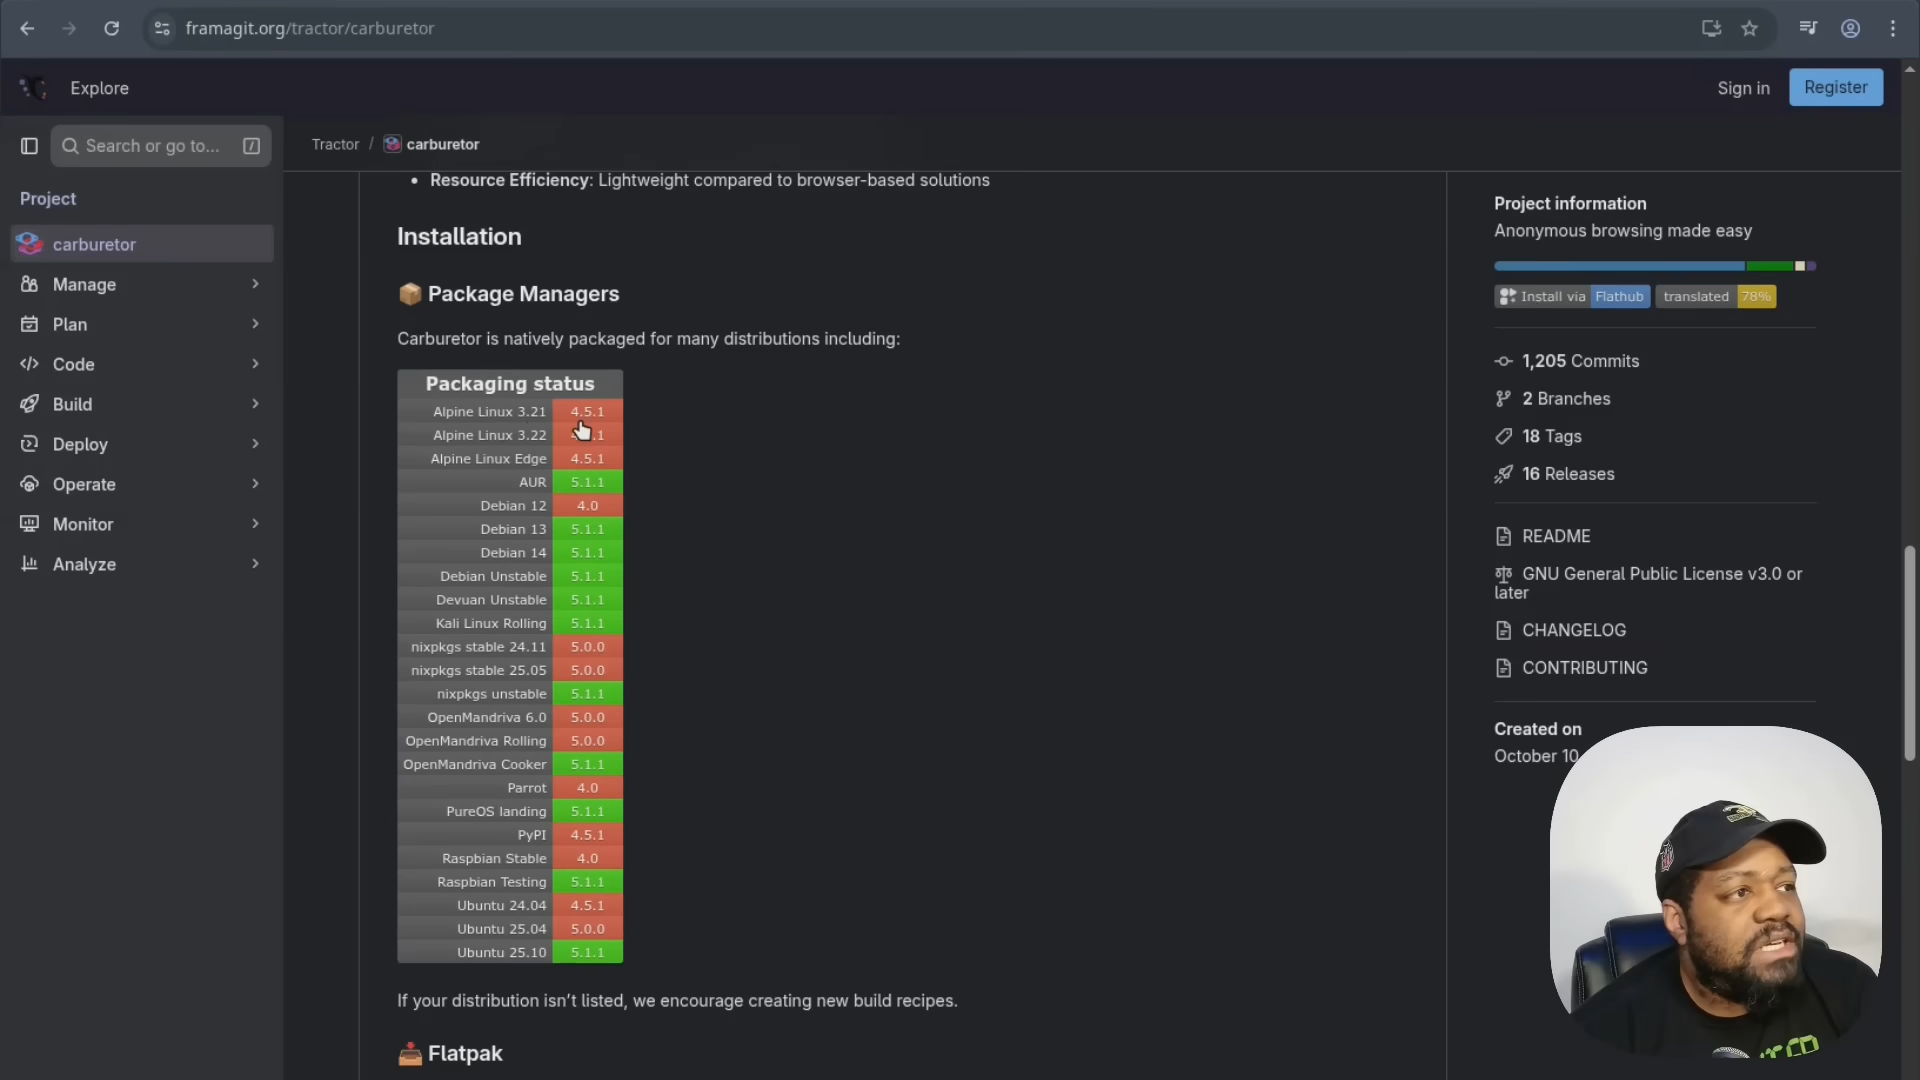 framagit.org/tractor/carburetor
Explore
Sign in
Register
Search or go to...
/
Tractor / carburetor
Project
carburetor
Manage
Plan
Code
Build
Deploy
Operate
Monitor
Analyze
• Resource Efficiency: Lightweight compared to browser-based solutions
Installation
Package Managers
Carburetor is natively packaged for many distributions including:
Packaging status
Alpine Linux 3.21 4.5.1
Alpine Linux 3.22
Alpine Linux Edge 4.5.1
AUR 5.1.1
Debian 12 4.0
Debian 13 5.1.1
Debian 14 5.1.1
Debian Unstable 5.1.1
Devuan Unstable 5.1.1
Kali Linux Rolling 5.1.1
nixpkgs stable 24.11 5.0.0
nixpkgs stable 25.05 5.0.0
nixpkgs unstable 5.1.1
OpenMandriva 6.0 5.0.0
OpenMandriva Rolling 5.0.0
OpenMandriva Cooker 5.1.1
Parrot 4.0
PureOS landing 5.1.1
PyPI 4.5.1
Raspbian Stable 4.0
Raspbian Testing 5.1.1
Ubuntu 24.04 4.5.1
Ubuntu 25.04 5.0.0
Ubuntu 25.10 5.1.1
If your distribution isn't listed, we encourage creating new build recipes.
Flatpak
Project information
Anonymous browsing made easy
Install via Flathub translated 78%
1,205 Commits
2 Branches
18 Tags
16 Releases
README
GNU General Public License v3.0 or
later
CHANGELOG
CONTRIBUTING
Created on
October 10